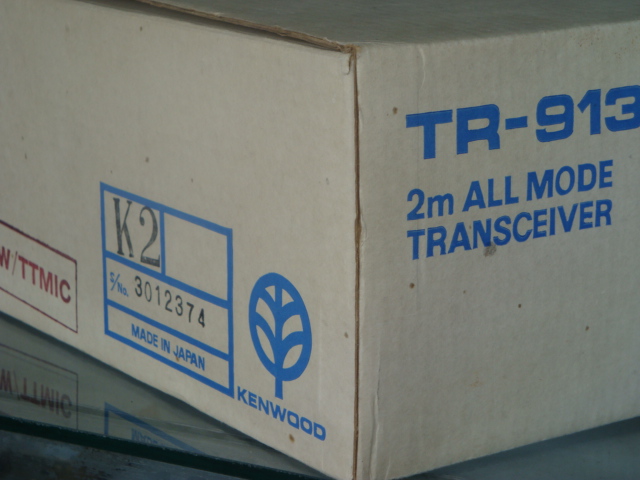 W/TTMIC
K2
S/No. 3012374
MADE IN JAPAN
KENWOOD
TR-913
2m ALL MODE
TRANSCEIVER